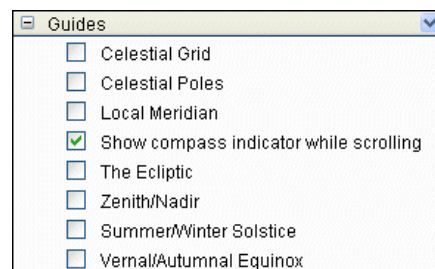 Guides
Celestial Grid
Celestial Poles
Local Meridian
Show compass indicator while scrolling
The Ecliptic
Zenith/Nadir
Summer/Winter Solstice
Vernal/Autumnal Equinox